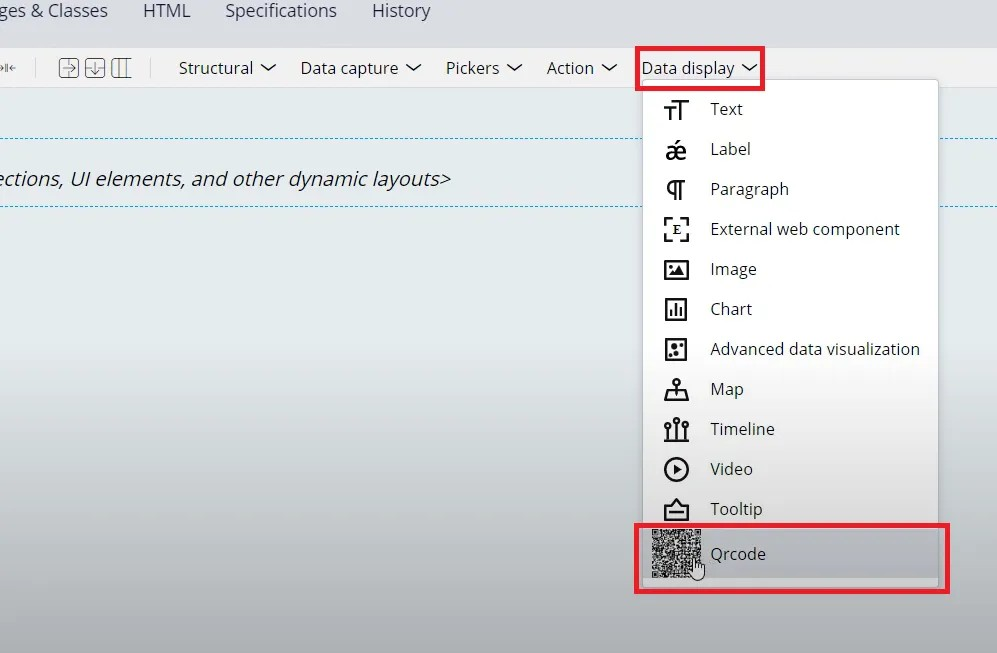 ges & Classes HTML Specifications History
Structural Data capture Pickers Action Data display
ections, UI elements, and other dynamic layouts>
Text
Label
Paragraph
External web component
Image
Chart
Advanced data visualization
Map
Timeline
Video
Tooltip
Qrcode